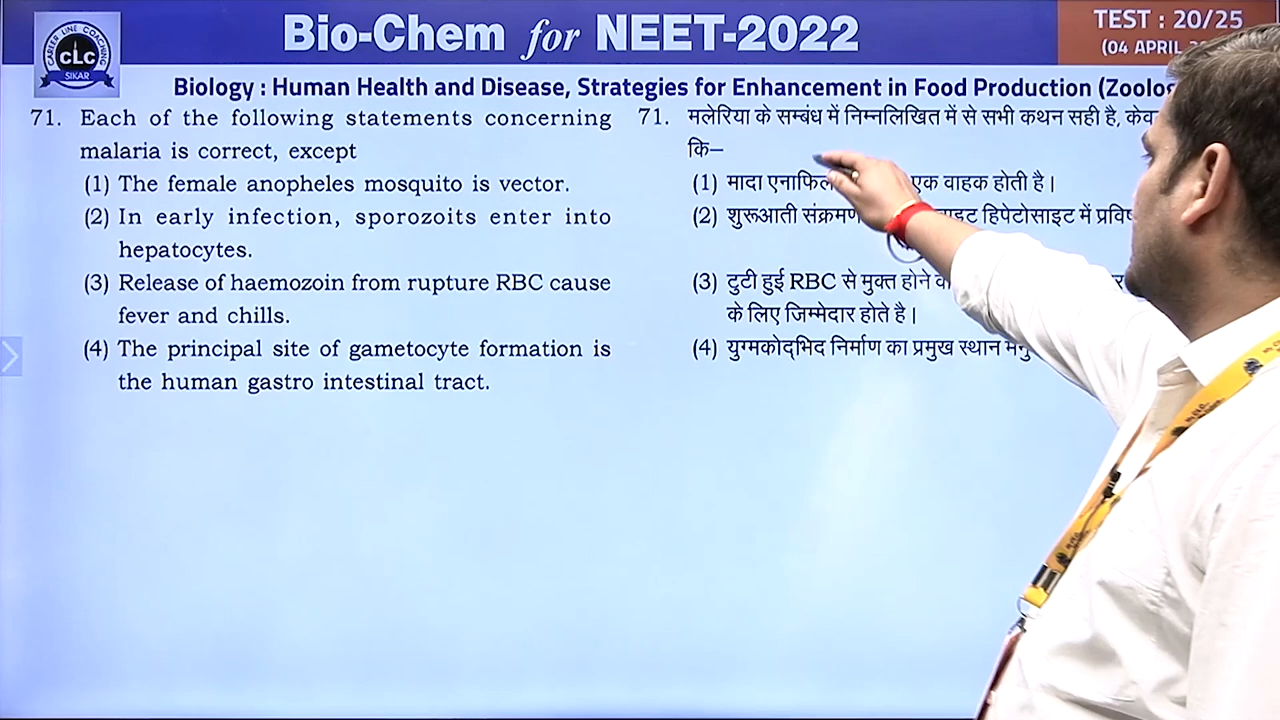 Bio-Chem for NEET-2022
TEST : 20/25
(04 APRIL
CAREER LINE COACHING
CLC
SIKAR
Biology : Human Health and Disease, Strategies for Enhancement in Food Production
71. Each of the following statements concerning
malaria is correct, except
(1) The female anopheles mosquito is vector.
(2) In early infection, sporozoits enter into
hepatocytes.
(3) Release of haemozoin from rupture RBC cause
fever and chills.
(4) The principal site of gametocyte formation is
the human gastro intestinal tract.
71. मलेरिया के सम्बंध में निम्नलिखित में से सभी कथन सही है,
कि–
(1) मादा एक वाहक होती है।
(2) शुरूआती हिपेटोसाइट में
(3) टुटी हुई RBC से मुक्त होने
के लिए जिम्मेदार होते है।
(4) युग्मकोद्भिद निर्माण का प्रमुख स्थान